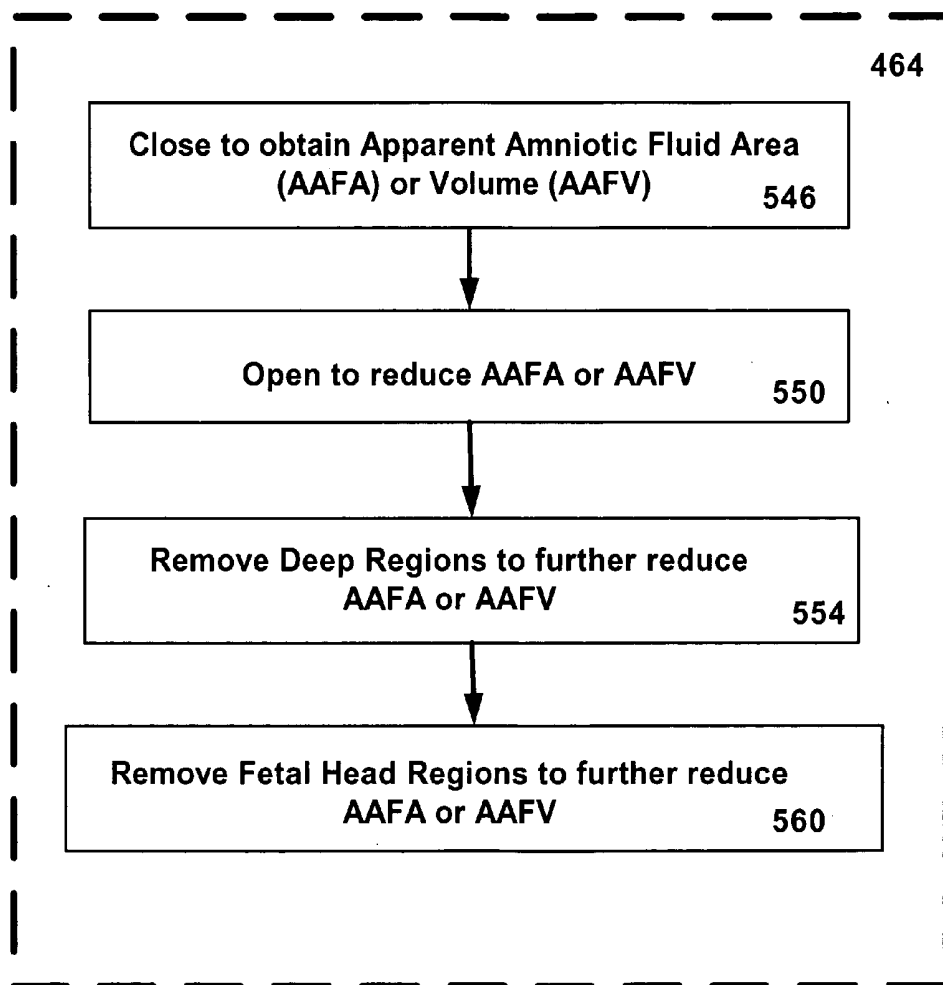 464
Close to obtain Apparent Amniotic Fluid Area
(AAFA) or Volume (AAFV)
546
Open to reduce AAFA or AAFV
550
Remove Deep Regions to further reduce
AAFA or AAFV
554
Remove Fetal Head Regions to further reduce
AAFA or AAFV
560